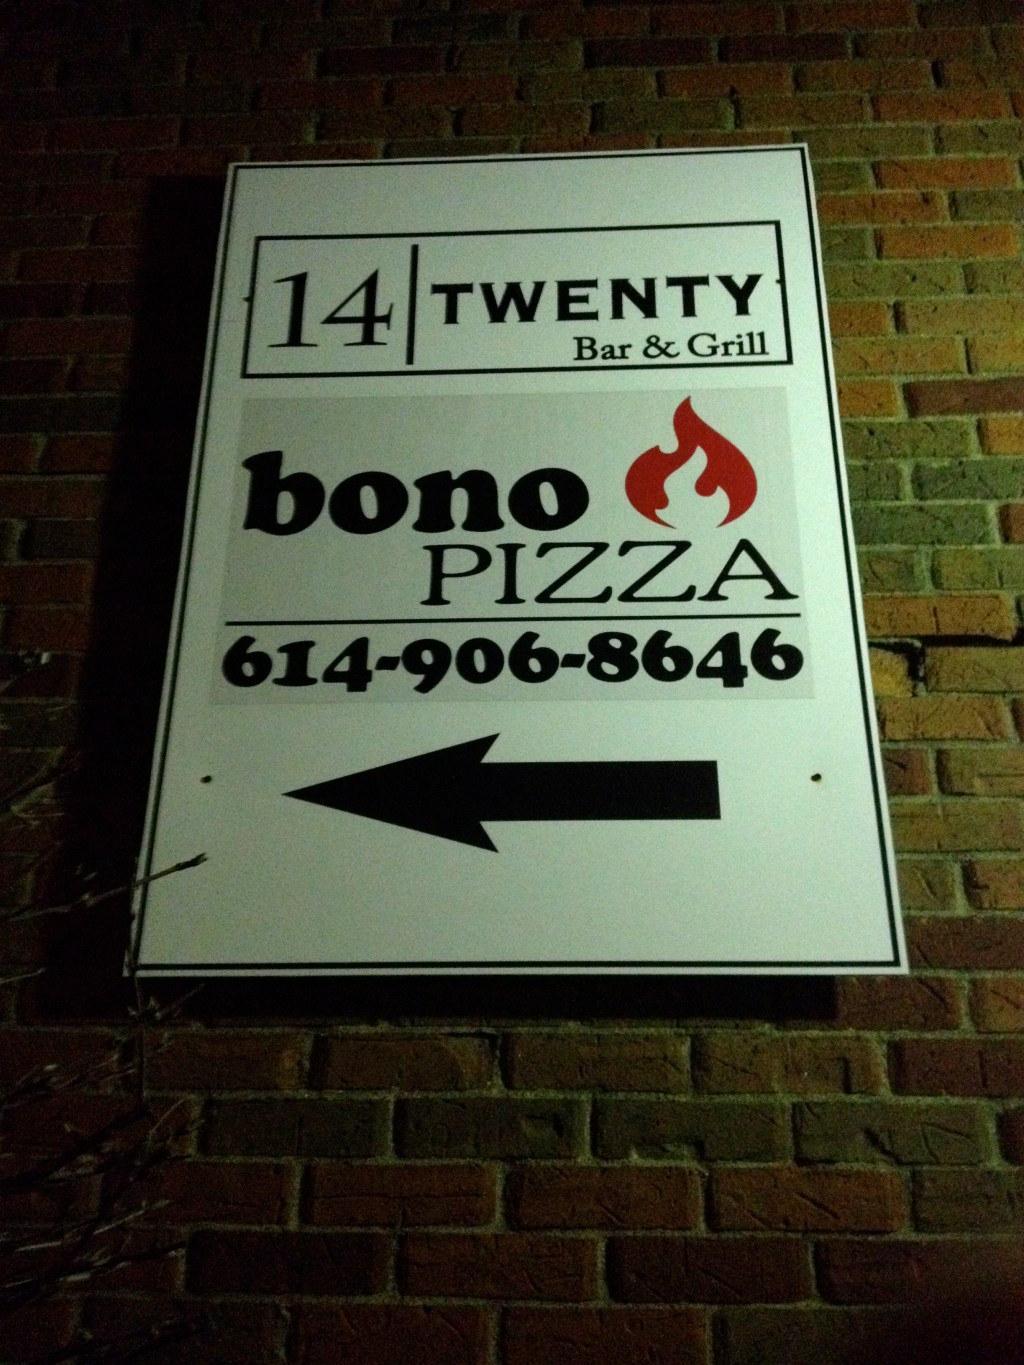 14 TWENTY
Bar & Grill
bono
PIZZA
614-906-8646